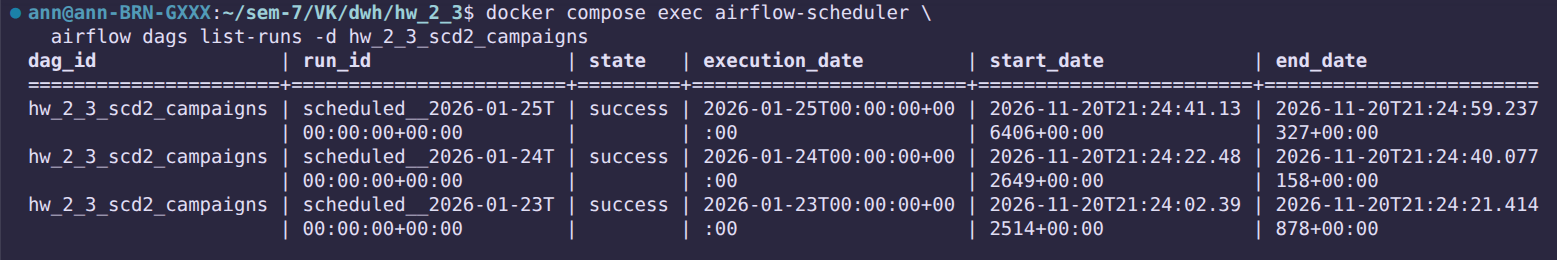 ann@ann-BRN-GXXX:~/sem-7/VK/dwh/hw_2_3$ docker compose exec airflow-scheduler \
  airflow dags list-runs -d hw_2_3_scd2_campaigns
dag_id                | run_id                | state   | execution_date        | start_date            | end_date
======================+=======================+=========+=======================+=======================+=======================
hw_2_3_scd2_campaigns | scheduled__2026-01-25T | success | 2026-01-25T00:00:00+00 | 2026-11-20T21:24:41.13 | 2026-11-20T21:24:59.237
                      | 00:00:00+00:00        |         | :00                   | 6406+00:00            | 327+00:00
hw_2_3_scd2_campaigns | scheduled__2026-01-24T | success | 2026-01-24T00:00:00+00 | 2026-11-20T21:24:22.48 | 2026-11-20T21:24:40.077
                      | 00:00:00+00:00        |         | :00                   | 2649+00:00            | 158+00:00
hw_2_3_scd2_campaigns | scheduled__2026-01-23T | success | 2026-01-23T00:00:00+00 | 2026-11-20T21:24:02.39 | 2026-11-20T21:24:21.414
                      | 00:00:00+00:00        |         | :00                   | 2514+00:00            | 878+00:00